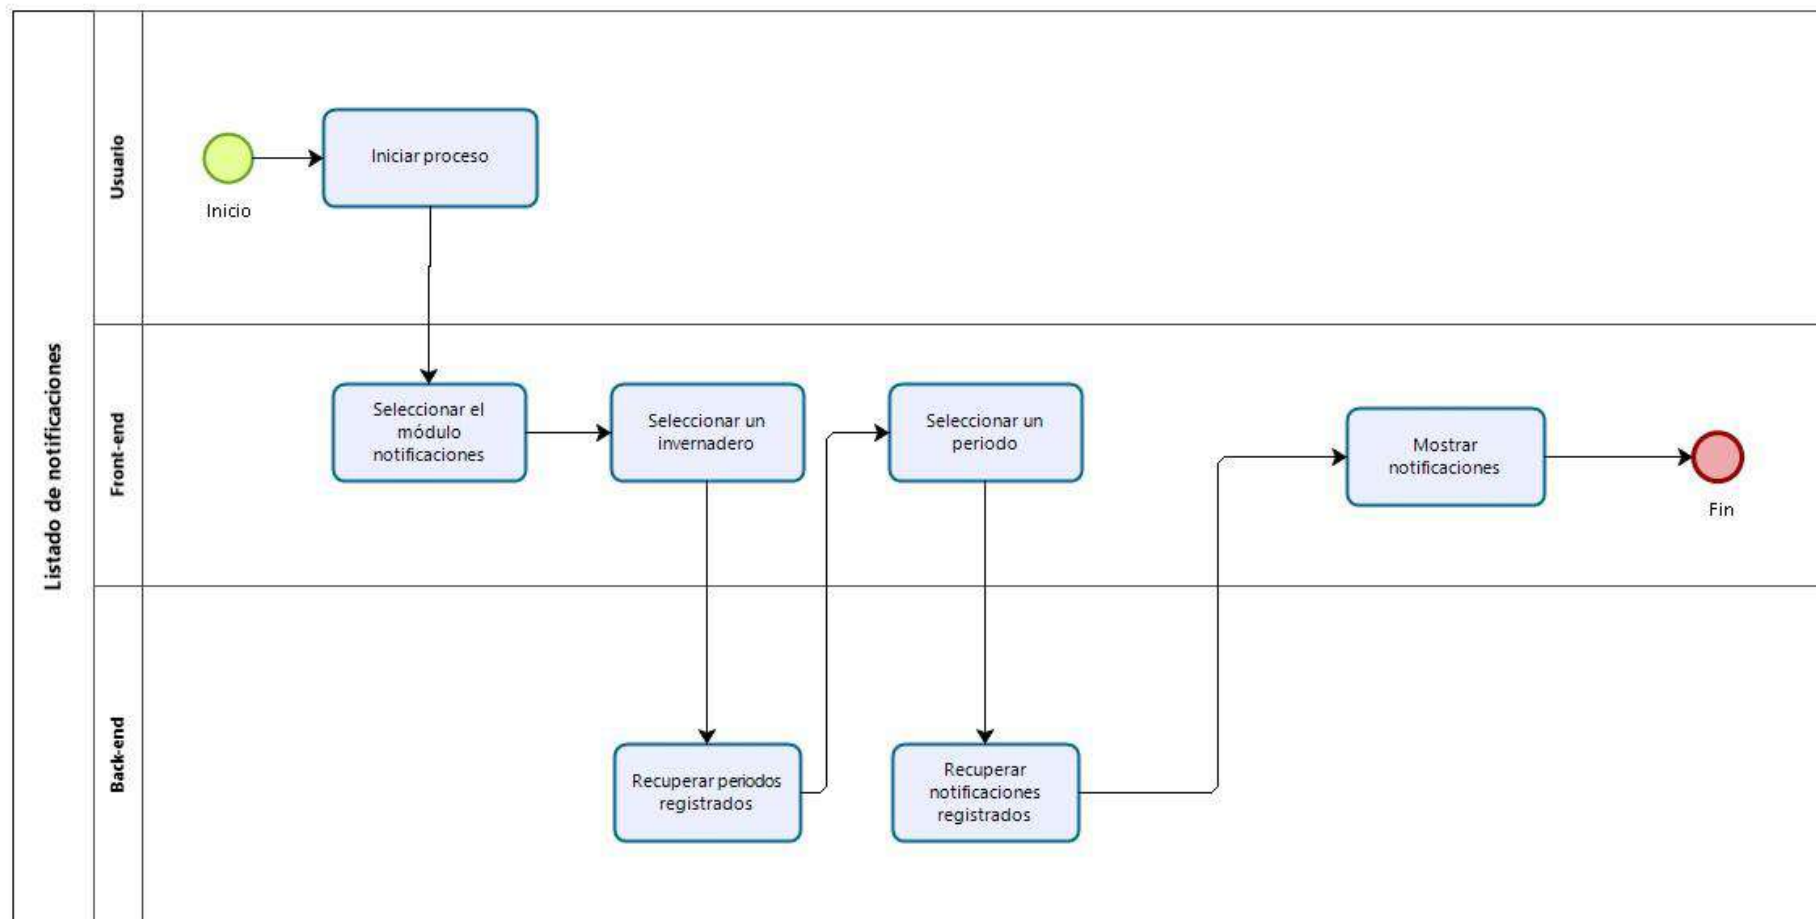 Listado de notificaciones
Usuario
Inicio
Iniciar proceso
Front-end
Seleccionar el
módulo
notificaciones
Seleccionar un
invernadero
Seleccionar un
periodo
Mostrar
notificaciones
Fin
Back-end
Recuperar periodos
registrados
Recuperar
notificaciones
registrados